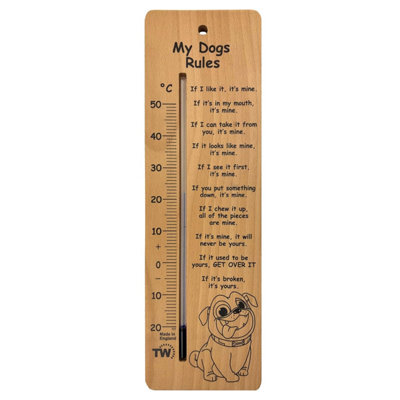 My Dogs
Rules
°C
If I like it, it's mine.
If it's in my mouth,
it's mine.
If I can take it from
you, it's mine.
If it looks like mine,
it's mine.
If I see it first,
it's mine.
If you put something
down, it's mine.
If I chew it up,
all of the pieces
are mine.
If it's mine, it will
never be yours.
If it used to be
yours, GET OVER IT
If it's broken,
it's yours.
50
40
+
30
20
10
0
10
20
Made in
England
TW